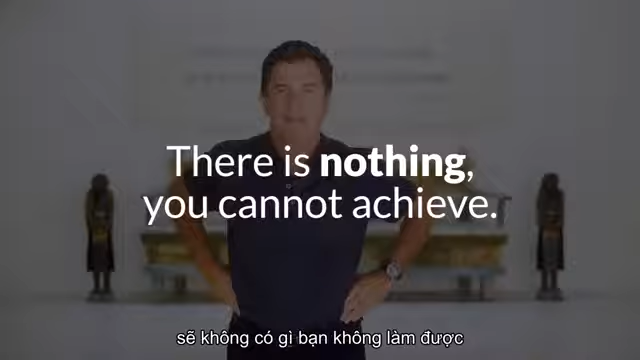 There is nothing,
you cannot achieve.
sẽ không có gì bạn không làm được